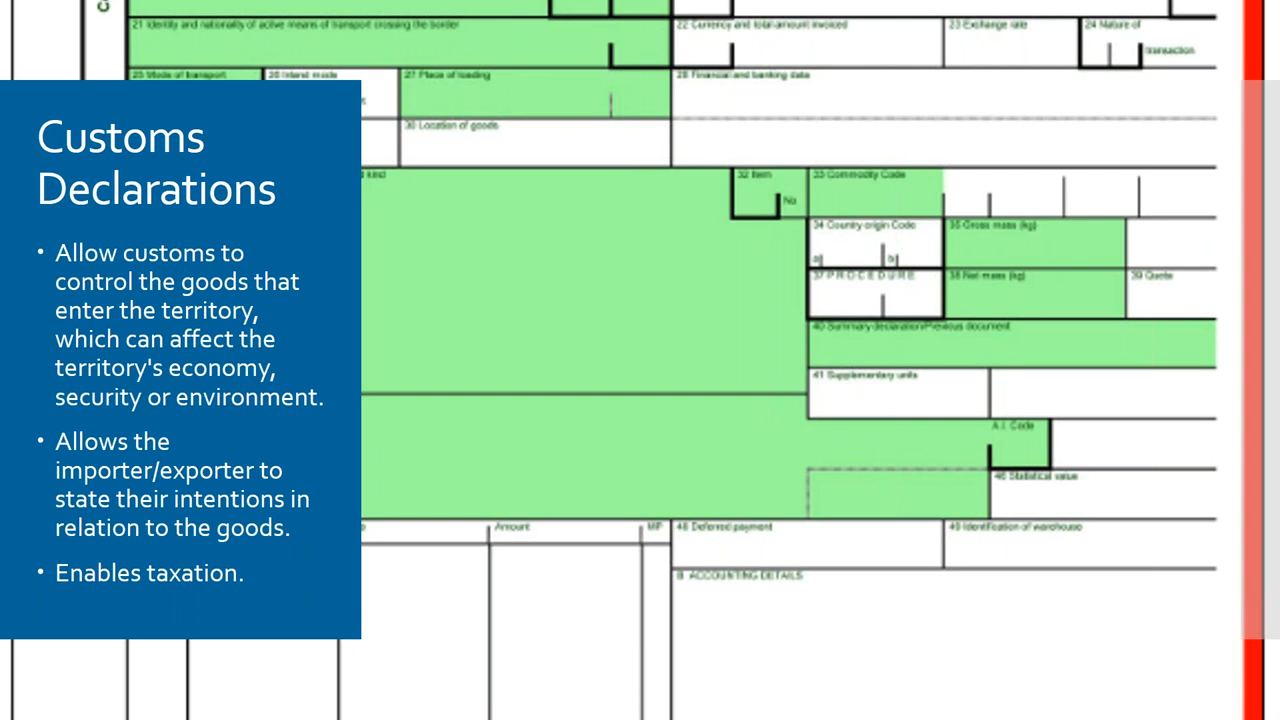 21 Identity and nationality of active means of transport crossing the border
22 Currency and total amount invoiced
23 Exchange rate
24 Nature of
transaction
25 Mode of transport
26 Inland mode
27 Place of loading
28 Financial and banking data
30 Location of goods
Customs
Declarations
• Allow customs to
control the goods that
enter the territory,
which can affect the
territory's economy,
security or environment.
• Allows the
importer/exporter to
state their intentions in
relation to the goods.
• Enables taxation.
kind
32 Item
No
33 Commodity Code
34 Country origin Code
a
b
35 Gross mass (kg)
37 PROCEDURE
38 Net mass (kg)
39 Quota
40 Summary declaration/Previous document
41 Supplementary units
A.I. Code
46 Statistical value
Amount
MP
48 Deferred payment
49 Identification of warehouse
B ACCOUNTING DETAILS